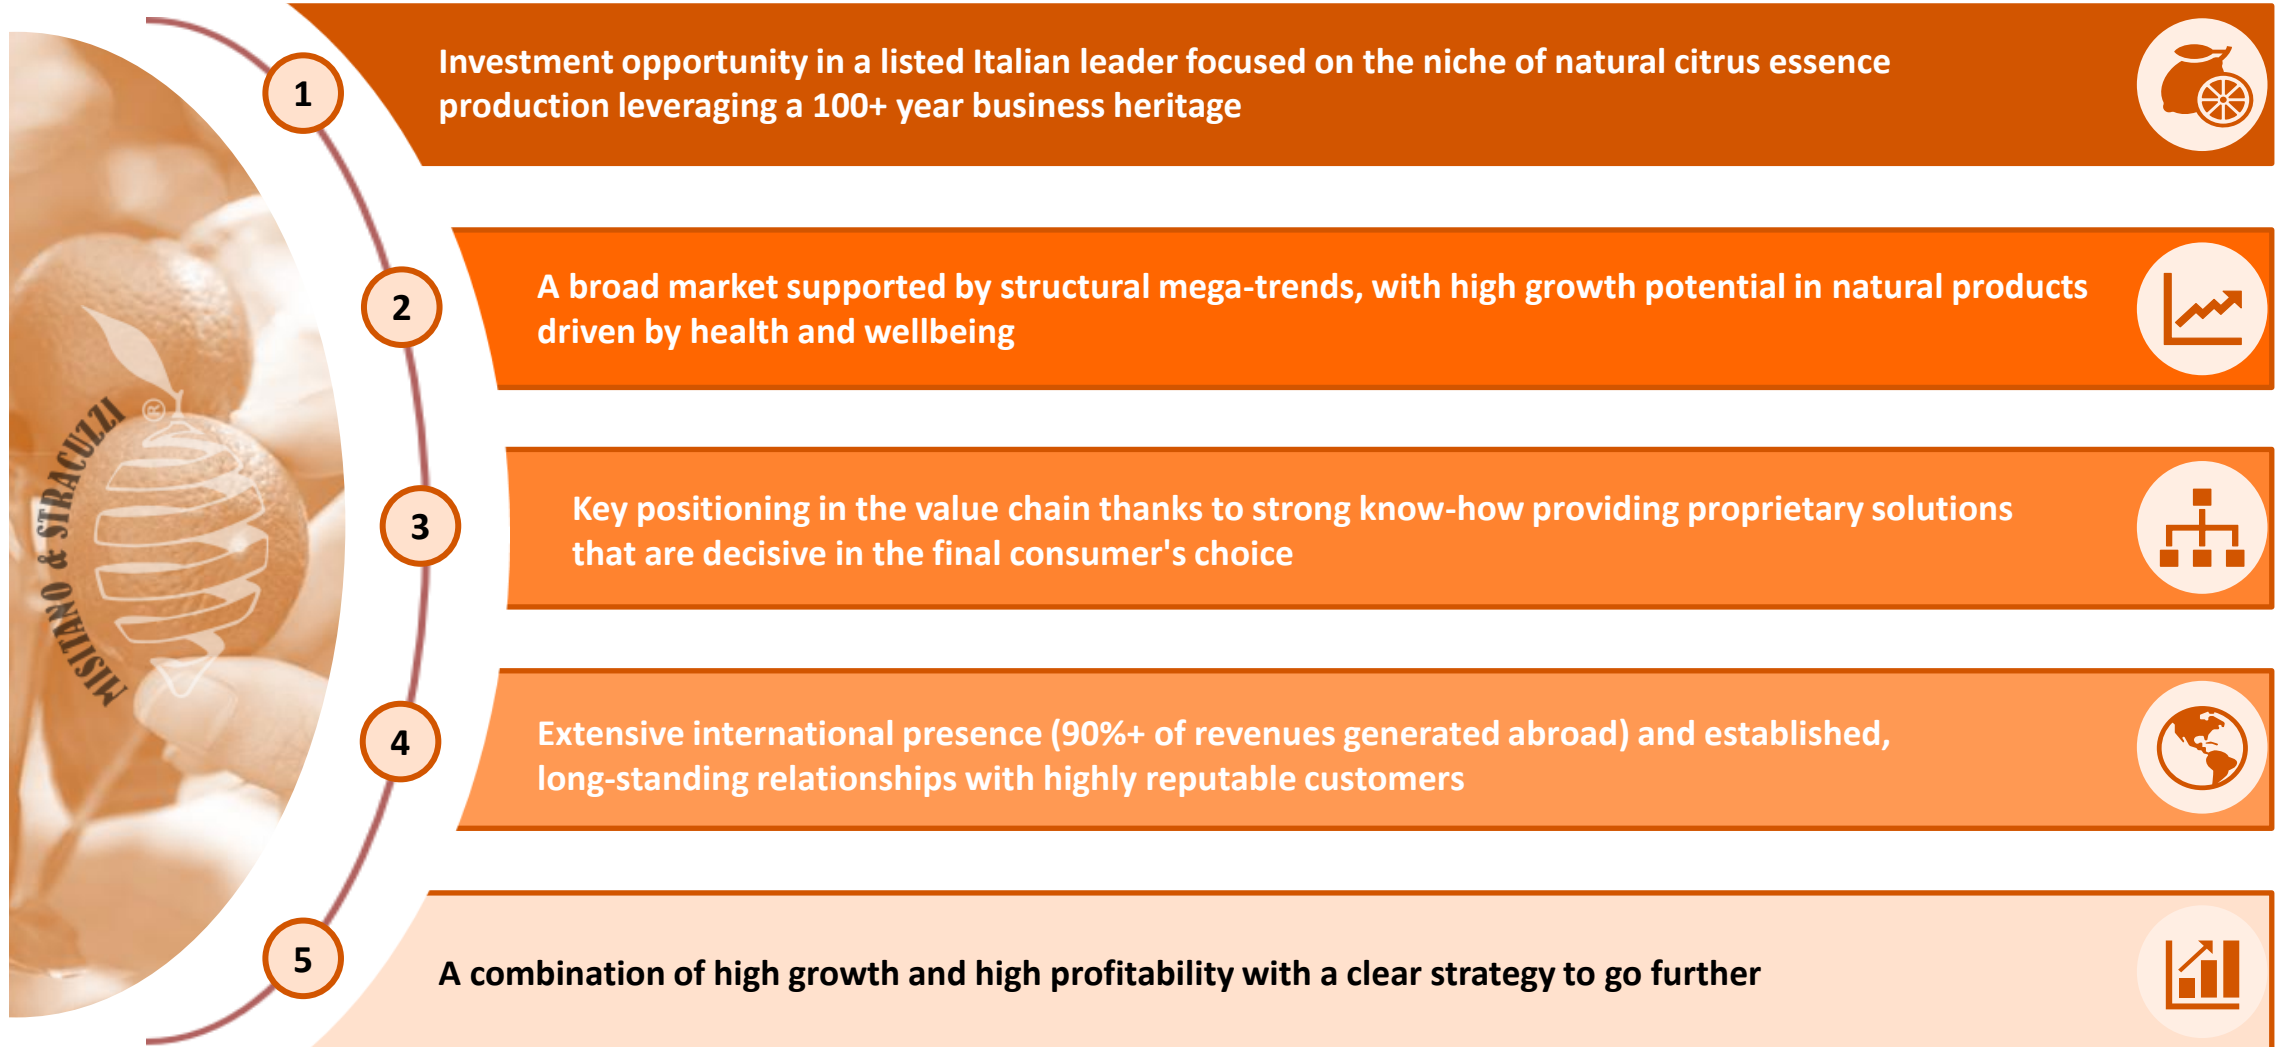 1
Investment opportunity in a listed Italian leader focused on the niche of natural citrus essence
production leveraging a 100+ year business heritage
2
A broad market supported by structural mega-trends, with high growth potential in natural products
driven by health and wellbeing
3
Key positioning in the value chain thanks to strong know-how providing proprietary solutions
that are decisive in the final consumer's choice
4
Extensive international presence (90%+ of revenues generated abroad) and established,
long-standing relationships with highly reputable customers
5
A combination of high growth and high profitability with a clear strategy to go further
MISITANO & STRACUZZI
®